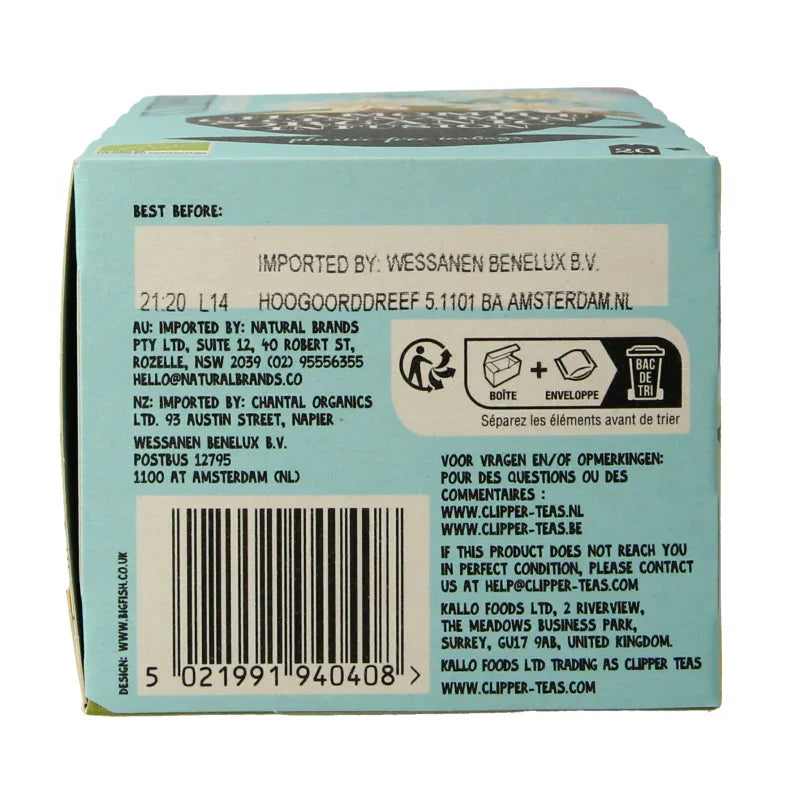 plastic free teabags
20
BEST BEFORE:
IMPORTED BY: WESSANEN BENELUX B.V.
21:20 L14 HOOGOORDDREEF 5.1101 BA AMSTERDAM.NL
AU: IMPORTED BY: NATURAL BRANDS
PTY LTD, SUITE 12, 40 ROBERT ST,
ROZELLE, NSW 2039 (02) 95556355
HELLO@NATURALBRANDS.CO
NZ: IMPORTED BY: CHANTAL ORGANICS
LTD. 93 AUSTIN STREET, NAPIER
WESSANEN BENELUX B.V.
POSTBUS 12795
1100 AT AMSTERDAM (NL)
BOÎTE + ENVELOPPE
BAC
DE
TRI
Séparez les éléments avant de trier
VOOR VRAGEN EN/OF OPMERKINGEN:
POUR DES QUESTIONS OU DES
COMMENTAIRES :
WWW.CLIPPER-TEAS.NL
WWW.CLIPPER-TEAS.BE
IF THIS PRODUCT DOES NOT REACH YOU
IN PERFECT CONDITION, PLEASE CONTACT
US AT HELP@CLIPPER-TEAS.COM
KALLO FOODS LTD, 2 RIVERVIEW,
THE MEADOWS BUSINESS PARK,
SURREY, GU17 9AB, UNITED KINGDOM.
KALLO FOODS LTD TRADING AS CLIPPER TEAS
WWW.CLIPPER-TEAS.COM
DESIGN: WWW.BIGFISH.CO.UK
5 021991 940408 >